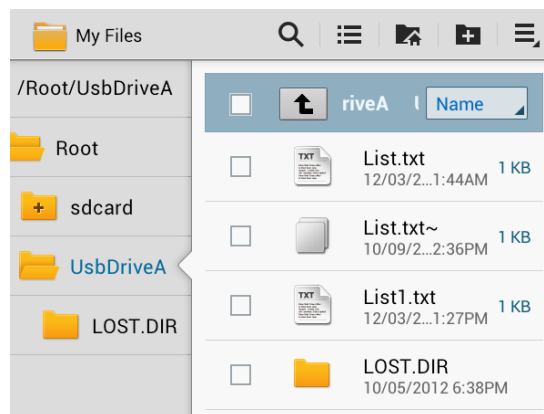 My Files
/Root/UsbDriveA
Root
sdcard
UsbDriveA
LOST.DIR
riveA
Name
TXT
List.txt
12/03/2...1:44AM
1 KB
List.txt~
10/09/2...2:36PM
1 KB
TXT
List1.txt
12/03/2...1:27PM
1 KB
LOST.DIR
10/05/2012 6:38PM